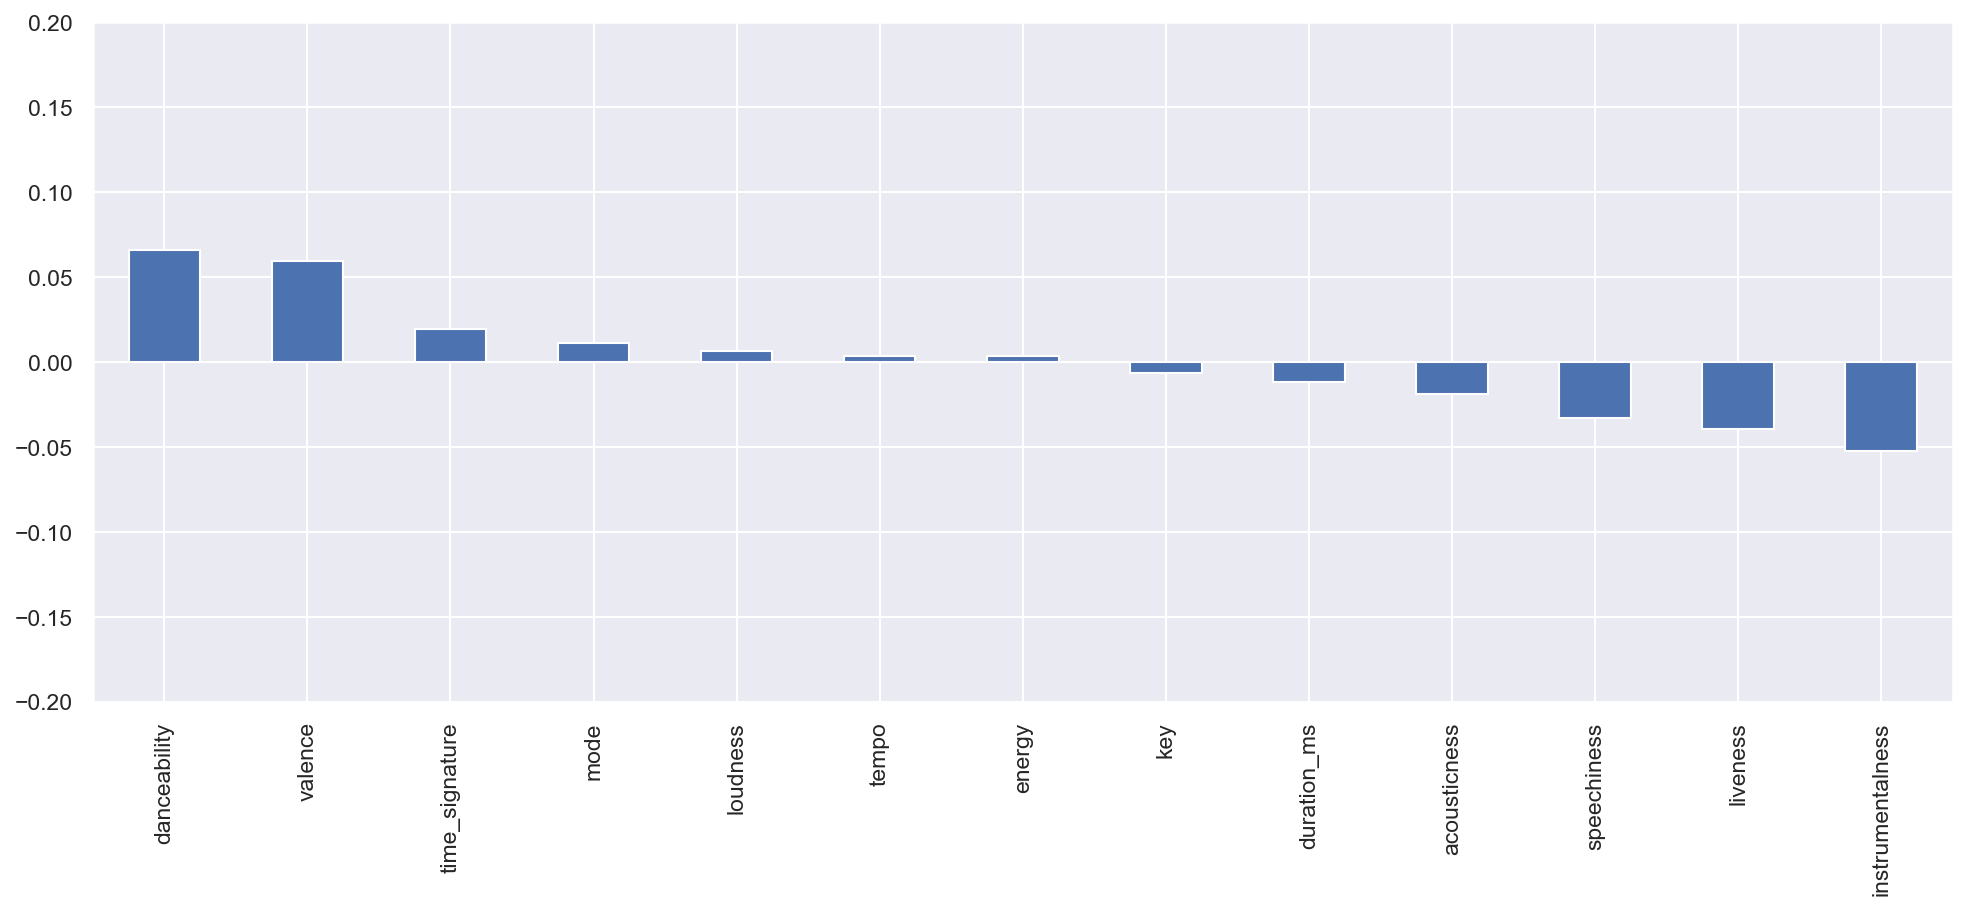 0.20
0.15
0.10
0.05
0.00
−0.05
−0.10
−0.15
−0.20
danceability
valence
time_signature
mode
loudness
tempo
energy
key
duration_ms
acousticness
speechiness
liveness
instrumentalness